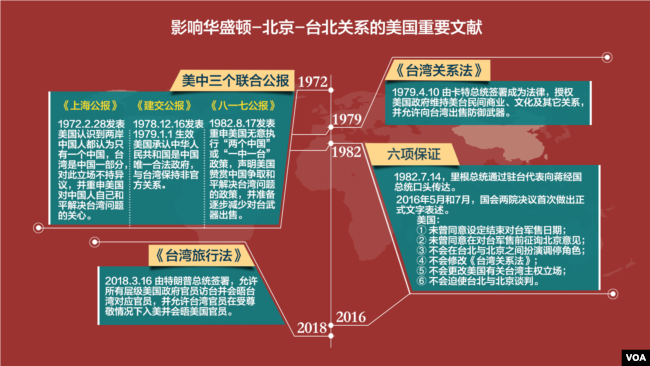 影响华盛顿-北京-台北关系的美国重要文献
美中三个联合公报
1972
《上海公报》
1972.2.28发表
美国认识到两岸
中国人都认为只
有一个中国，台
湾是中国一部分，
对此立场不持异
议，并重申美国
对中国人自己和
平解决台湾问题
的关心。
《建交公报》
1978.12.16发表
1979.1.1 生效
美国承认中华人
民共和国是中国
唯一合法政府，
与台湾保持非官
方关系。
《八一七公报》
1982.8.17发表
重申美国无意执
行“两个中国”
或“一中一台”
政策，声明美国
赞赏中国争取和
平解决台湾问题
的政策，并准备
逐步减少对台武
器出售。
《台湾关系法》
1979.4.10 由卡特总统签署成为法律，授权
美国政府维持美台民间商业、文化及其它关系，
并允许向台湾出售防御武器。
1979
1982
六项保证
1982.7.14，里根总统通过驻台代表向蒋经国
总统口头传达。
2016年5月和7月，国会两院决议首次做出正
式文字表述。
美国：
① 未曾同意设定结束对台军售日期；
② 未曾同意在对台军售前征询北京意见；
③ 不会在台北与北京之间扮演调停角色；
④ 不会修改《台湾关系法》；
⑤ 不会更改美国有关台湾主权立场；
⑥ 不会迫使台北与北京谈判。
《台湾旅行法》
2018.3.16 由特朗普总统签署，允许
所有层级美国政府官员访台并会晤台
湾对应官员，并允许台湾官员在受尊
敬情况下入美并会晤美国官员。
2018
2016
VOA